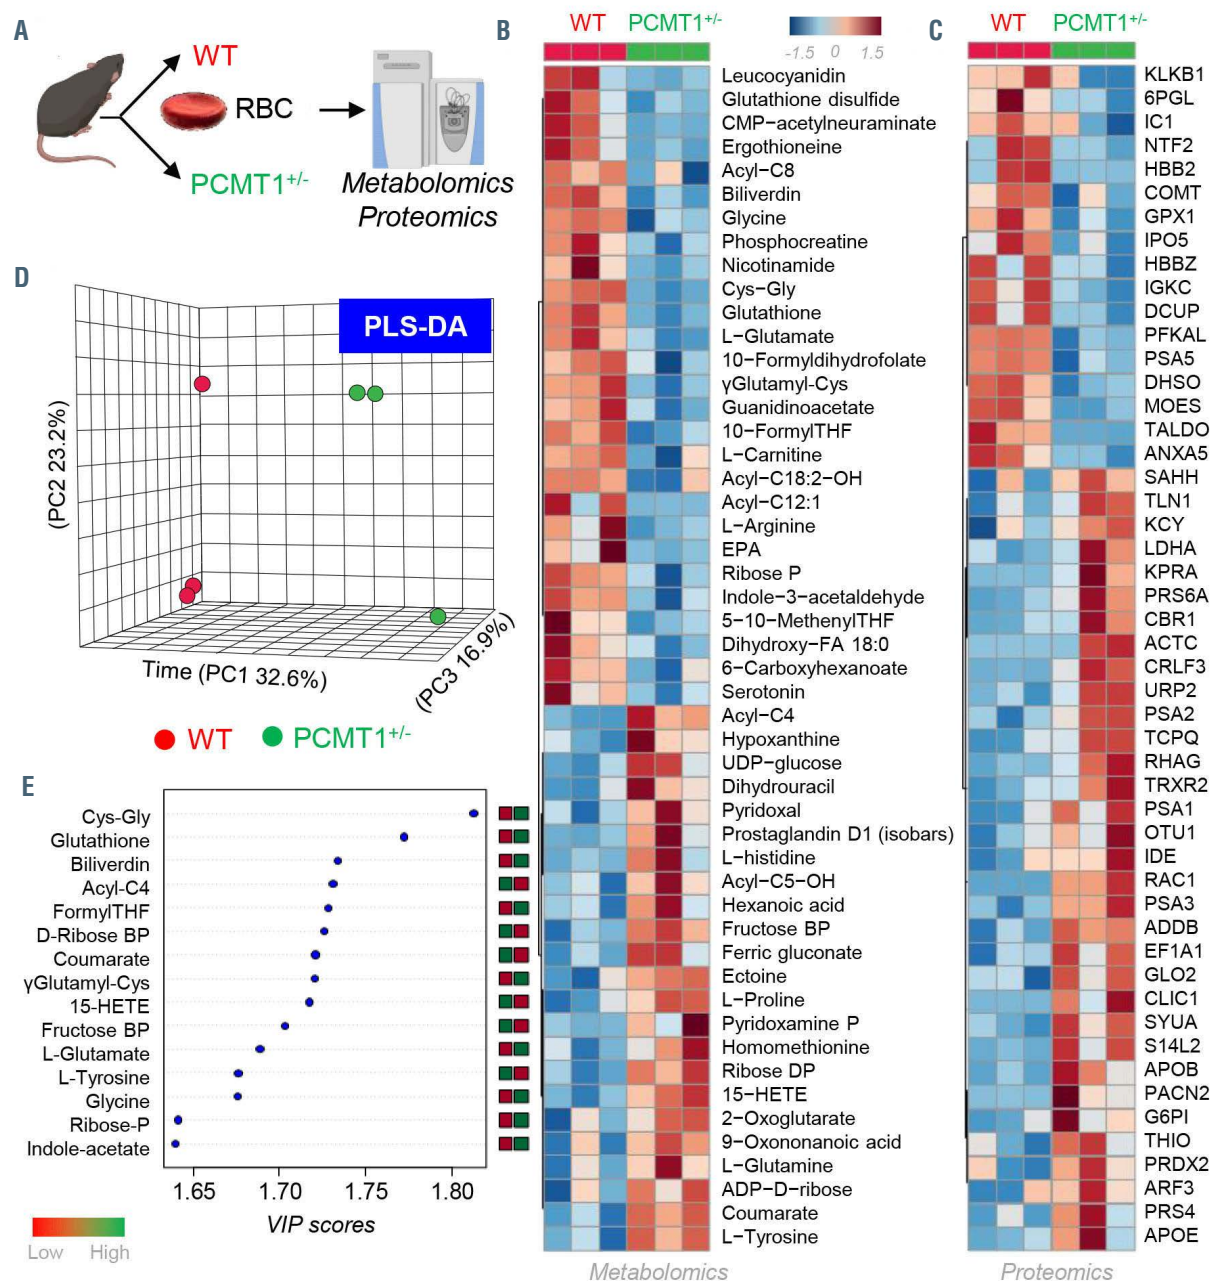 A
WT
RBC
PCMT1+/-
Metabolomics
Proteomics
B
WT PCMT1+/-
-1.5 0 1.5
Leucocyanidin
Glutathione disulfide
CMP−acetylneuraminate
Ergothioneine
Acyl−C8
Biliverdin
Glycine
Phosphocreatine
Nicotinamide
Cys−Gly
Glutathione
L−Glutamate
10−Formyldihydrofolate
γGlutamyl−Cys
Guanidinoacetate
10−FormylTHF
L−Carnitine
Acyl−C18:2−OH
Acyl−C12:1
L−Arginine
EPA
Ribose P
Indole−3−acetaldehyde
5−10−MethenylTHF
Dihydroxy−FA 18:0
6−Carboxyhexanoate
Serotonin
Acyl−C4
Hypoxanthine
UDP−glucose
Dihydrouracil
Pyridoxal
Prostaglandin D1 (isobars)
L−histidine
Acyl−C5−OH
Hexanoic acid
Fructose BP
Ferric gluconate
Ectoine
L−Proline
Pyridoxamine P
Homomethionine
Ribose DP
15−HETE
2−Oxoglutarate
9−Oxononanoic acid
L−Glutamine
ADP−D−ribose
Coumarate
L−Tyrosine
Metabolomics
C
WT PCMT1+/-
KLKB1
6PGL
IC1
NTF2
HBB2
COMT
GPX1
IPO5
HBBZ
IGKC
DCUP
PFKAL
PSA5
DHSO
MOES
TALDO
ANXA5
SAHH
TLN1
KCY
LDHA
KPRA
PRS6A
CBR1
ACTC
CRLF3
URP2
PSA2
TCPQ
RHAG
TRXR2
PSA1
OTU1
IDE
RAC1
PSA3
ADDB
EF1A1
GLO2
CLIC1
SYUA
S14L2
APOB
PACN2
G6PI
THIO
PRDX2
ARF3
PRS4
APOE
Proteomics
D
PLS-DA
(PC2 23.2%)
Time (PC1 32.6%)
(PC3 16.9%)
WT PCMT1+/-
E
Cys-Gly
Glutathione
Biliverdin
Acyl-C4
FormylTHF
D-Ribose BP
Coumarate
γGlutamyl-Cys
15-HETE
Fructose BP
L-Glutamate
L-Tyrosine
Glycine
Ribose-P
Indole-acetate
1.65 1.70 1.75 1.80
VIP scores
Low High